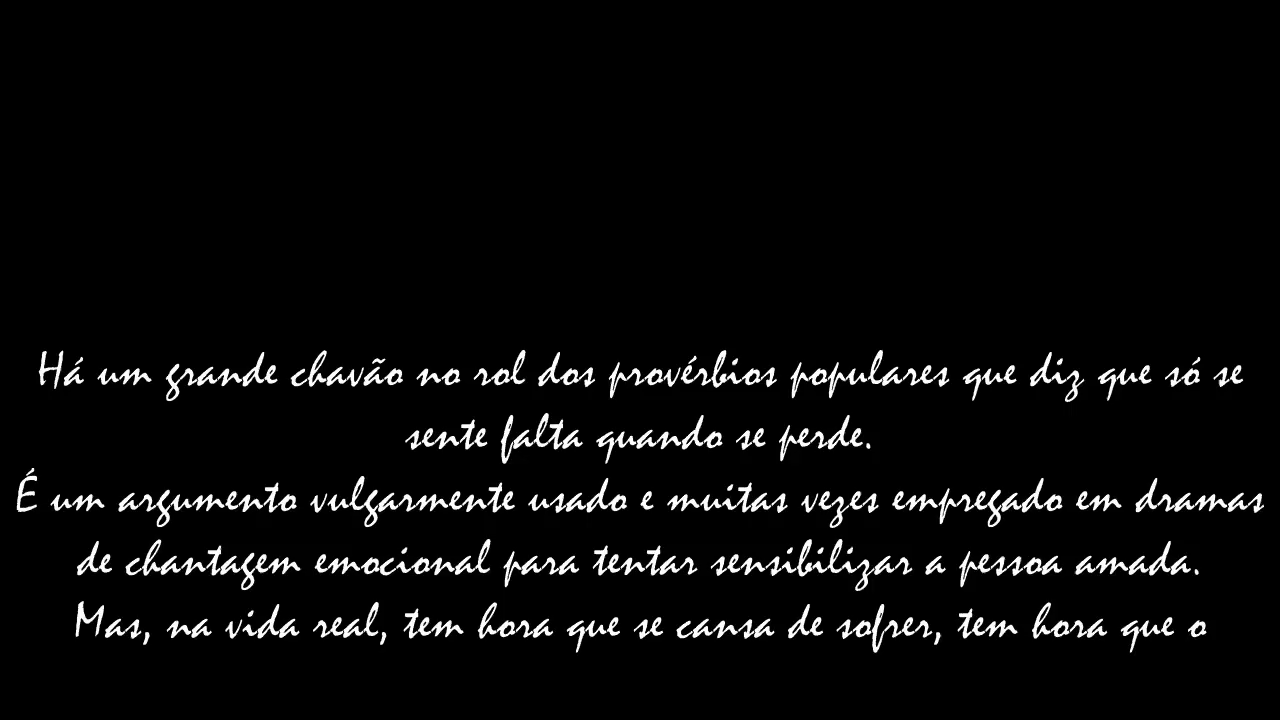 Há um grande chavão no rol dos provérbios populares que diz que só se
sente falta quando se perde.
É um argumento vulgarmente usado e muitas vezes empregado em dramas
de chantagem emocional para tentar sensibilizar a pessoa amada.
Mas, na vida real, tem hora que se cansa de sofrer, tem hora que o